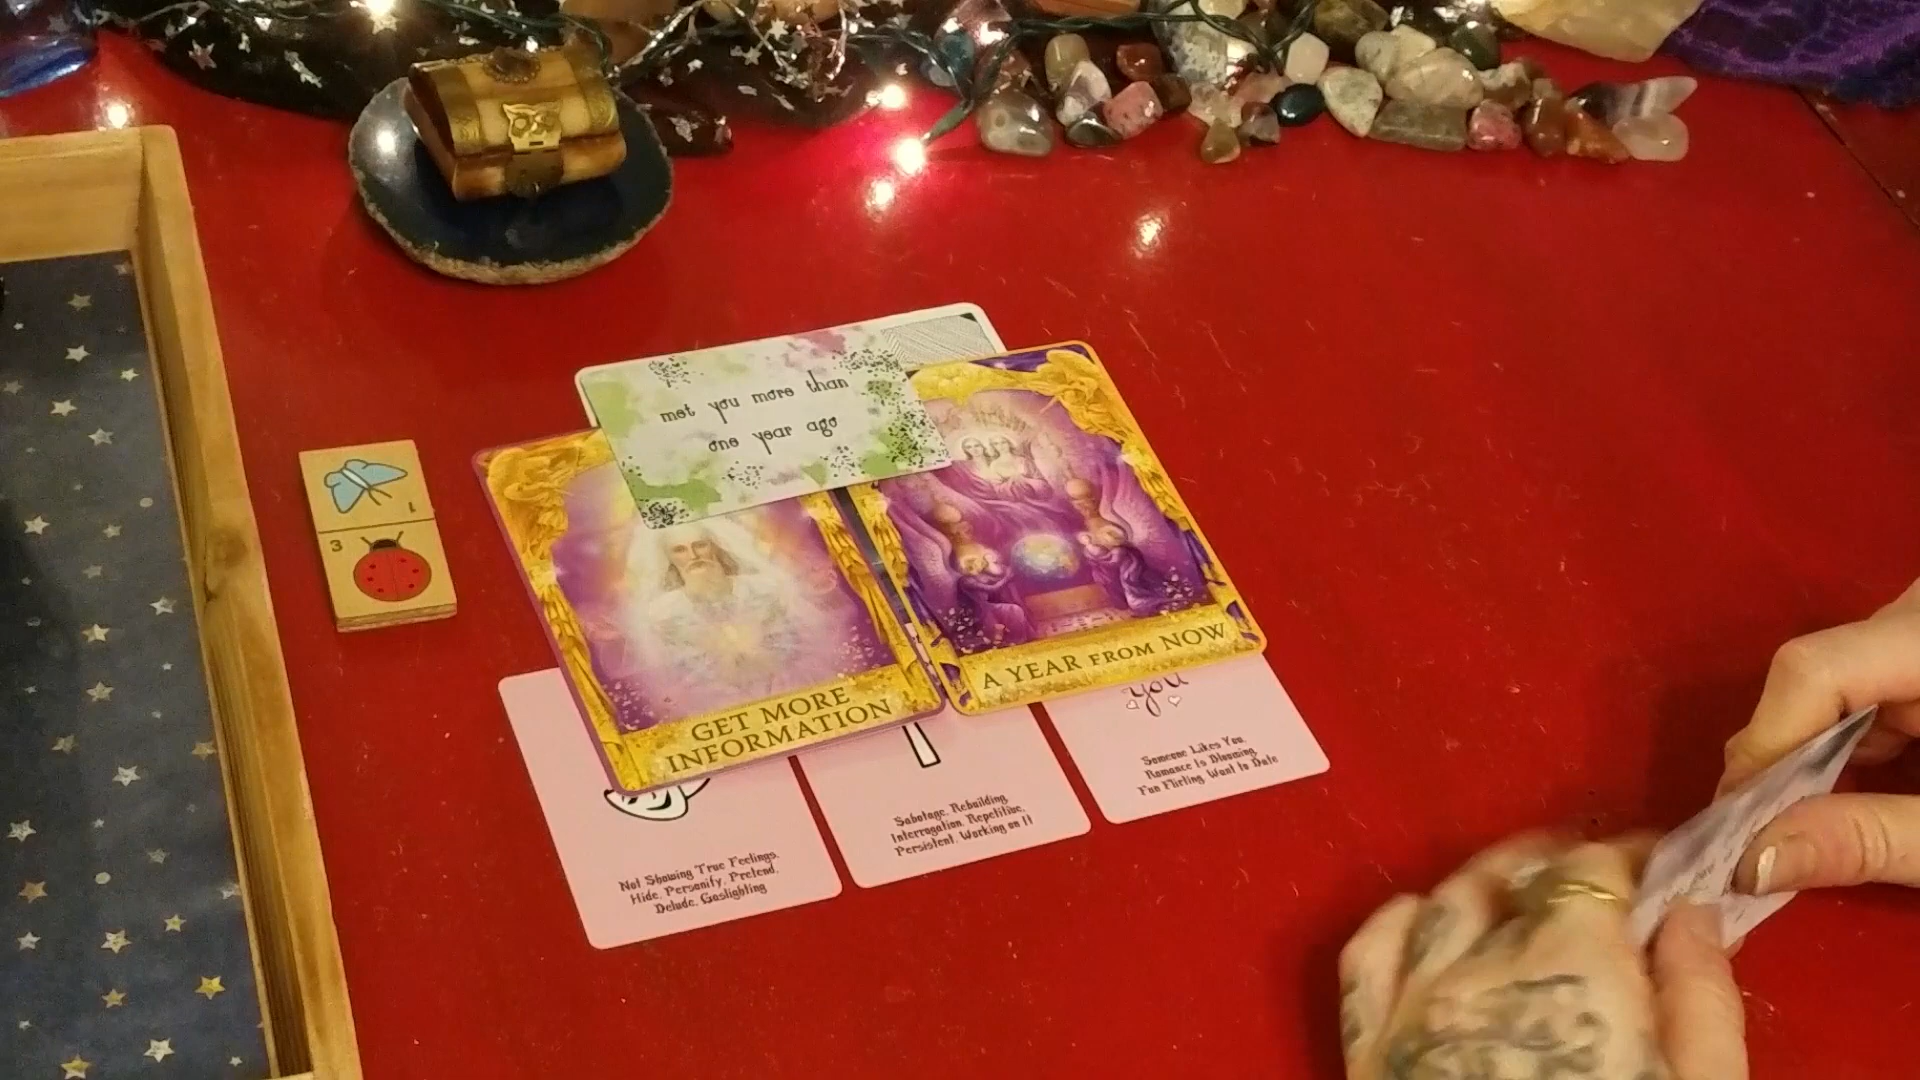 met you more than
one year ago
1
3
GET MORE
INFORMATION
A YEAR FROM NOW
Not Showing True Feelings,
Hide, Personify, Pretend,
Delude, Gaslighting
Sabotage, Rebuilding,
Interrogation, Repetitive,
Persistent, Working on It
you
Someone Likes You,
Romance Is Blooming,
Fun Flirting, Want to Date